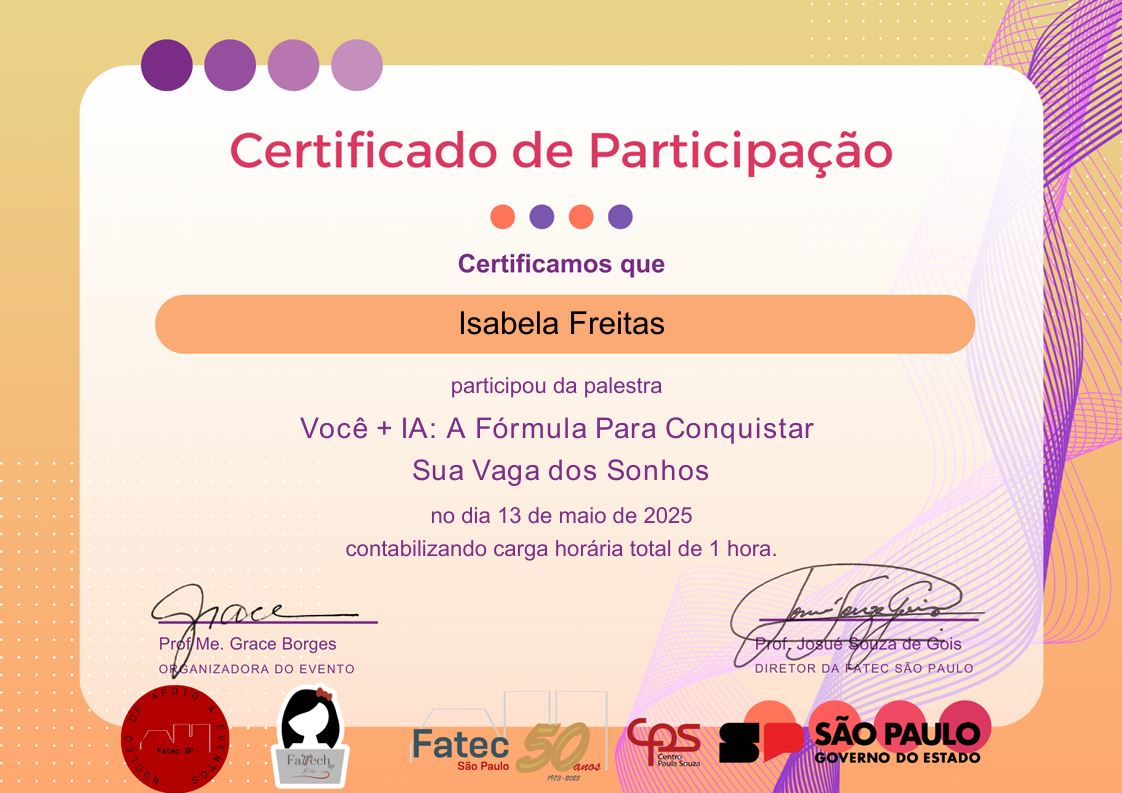 Certificado de Participação
Certificamos que
Isabela Freitas
participou da palestra
Você + IA: A Fórmula Para Conquistar
Sua Vaga dos Sonhos
no dia 13 de maio de 2025
contabilizando carga horária total de 1 hora.
Grace
Prof Me. Grace Borges
ORGANIZADORA DO EVENTO
Prof. Josué Souza de Gois
DIRETOR DA FATEC SÃO PAULO
NÚCLEO DE APOIO A EVENTOS
Fatec SP
FaTech
Girls
Fatec
São Paulo
50
anos
1973-2023
CPS
Centro
Paula Souza
SP
SÃO PAULO
GOVERNO DO ESTADO